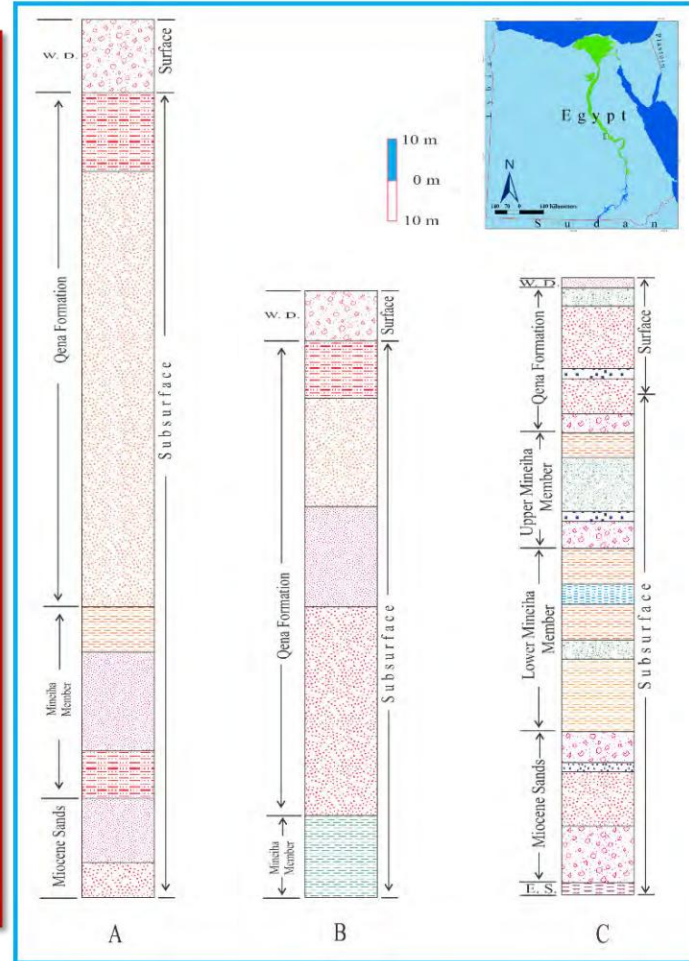 W. D.
Surface
Qena Formation
Subsurface
Mineiha
Member
Miocene Sands
A
10 m
0 m
10 m
W. D.
Surface
Qena Formation
Subsurface
Mineiha
Member
B
Egypt
N
Sudan
W. D.
Surface
Qena Formation
Upper Mineiha
Member
Lower Mineiha
Member
Subsurface
Miocene Sands
E. S.
C